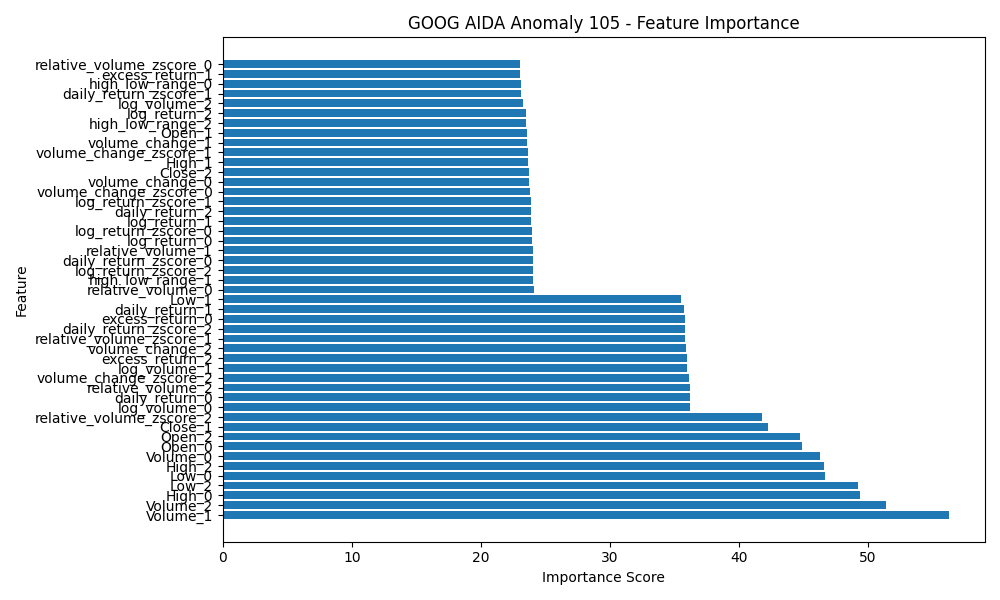 GOOG AIDA Anomaly 105 - Feature Importance
relative_volume_zscore_0
excess_return_1
high_low_range_0
daily_return_zscore_1
log_volume_2
log_return_2
high_low_range_2
Open_1
volume_change_1
volume_change_zscore_1
High_1
Close_2
volume_change_0
volume_change_zscore_0
log_return_zscore_1
daily_return_2
log_return_1
log_return_zscore_0
log_return_0
relative_volume_1
daily_return_zscore_0
log_return_zscore_2
high_low_range_1
relative_volume_0
Low_1
daily_return_1
excess_return_0
daily_return_zscore_2
relative_volume_zscore_1
volume_change_2
excess_return_2
log_volume_1
volume_change_zscore_2
relative_volume_2
daily_return_0
log_volume_0
relative_volume_zscore_2
Close_1
Open_2
Open_0
Volume_0
High_2
Low_0
Low_2
High_0
Volume_2
Volume_1
Feature
0 10 20 30 40 50
Importance Score